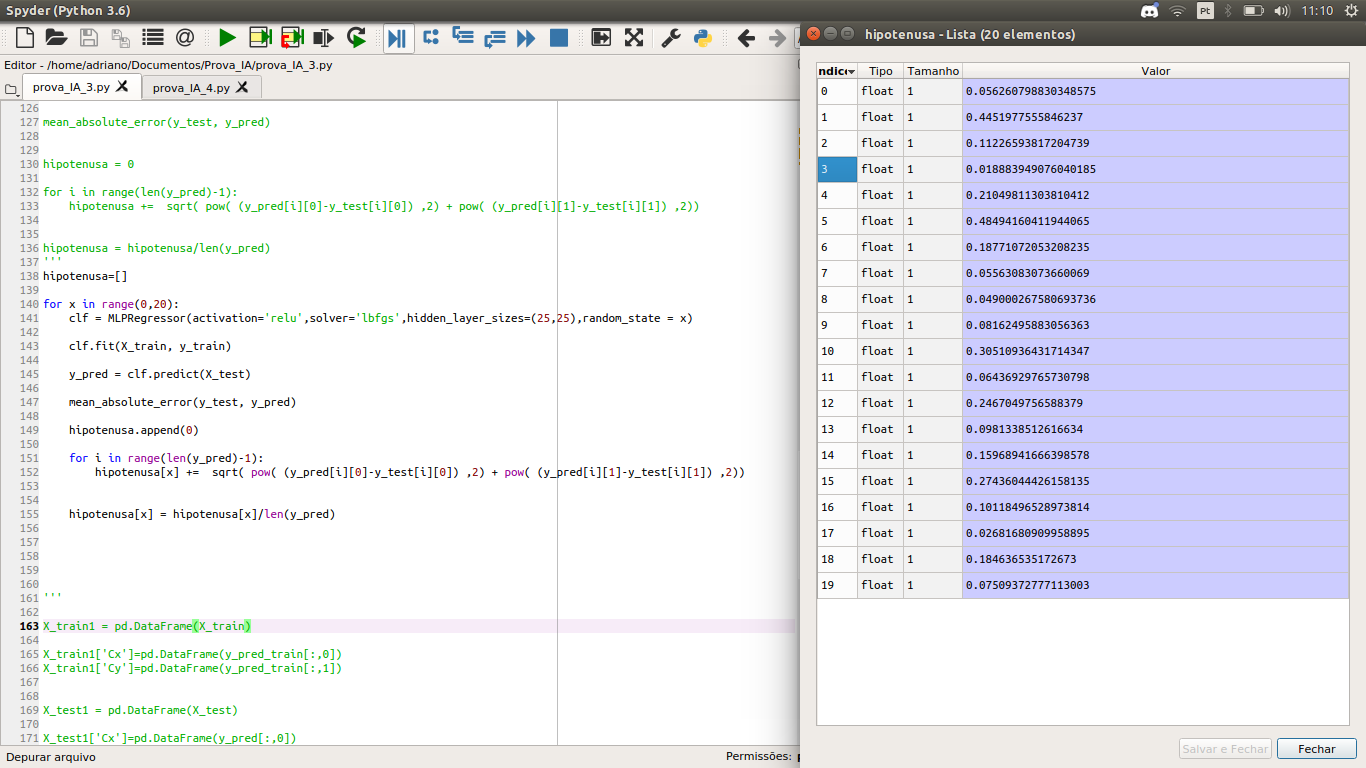 Spyder (Python 3.6)
Pt
11:10
Editor - /home/adriano/Documentos/Prova_IA/prova_IA_3.py
prova_IA_3.py
prova_IA_4.py
126
127 mean_absolute_error(y_test, y_pred)
128
129
130 hipotenusa = 0
131
132 for i in range(len(y_pred)-1):
133 hipotenusa += sqrt( pow( (y_pred[i][0]-y_test[i][0]) ,2) + pow( (y_pred[i][1]-y_test[i][1]) ,2))
134
135
136 hipotenusa = hipotenusa/len(y_pred)
137 '''
138 hipotenusa=[]
139
140 for x in range(0,20):
141 clf = MLPRegressor(activation='relu',solver='lbfgs',hidden_layer_sizes=(25,25),random_state = x)
142
143 clf.fit(X_train, y_train)
144
145 y_pred = clf.predict(X_test)
146
147 mean_absolute_error(y_test, y_pred)
148
149 hipotenusa.append(0)
150
151 for i in range(len(y_pred)-1):
152 hipotenusa[x] += sqrt( pow( (y_pred[i][0]-y_test[i][0]) ,2) + pow( (y_pred[i][1]-y_test[i][1]) ,2))
153
154
155 hipotenusa[x] = hipotenusa[x]/len(y_pred)
156
157
158
159
160
161 '''
162
163 X_train1 = pd.DataFrame(X_train)
164
165 X_train1['Cx']=pd.DataFrame(y_pred_train[:,0])
166 X_train1['Cy']=pd.DataFrame(y_pred_train[:,1])
167
168
169 X_test1 = pd.DataFrame(X_test)
170
171 X_test1['Cx']=pd.DataFrame(y_pred[:,0])
Depurar arquivo
Permissões:
hipotenusa - Lista (20 elementos)
ndice Tipo Tamanho Valor
0 float 1 0.056260798830348575
1 float 1 0.4451977555846237
2 float 1 0.11226593817204739
3 float 1 0.018883949076040185
4 float 1 0.21049811303810412
5 float 1 0.48494160411944065
6 float 1 0.18771072053208235
7 float 1 0.05563083073660069
8 float 1 0.049000267580693736
9 float 1 0.08162495883056363
10 float 1 0.30510936431714347
11 float 1 0.06436929765730798
12 float 1 0.2467049756588379
13 float 1 0.0981338512616634
14 float 1 0.15968941666398578
15 float 1 0.27436044426158135
16 float 1 0.10118496528973814
17 float 1 0.02681680909958895
18 float 1 0.184636535172673
19 float 1 0.07509372777113003
Salvar e Fechar
Fechar